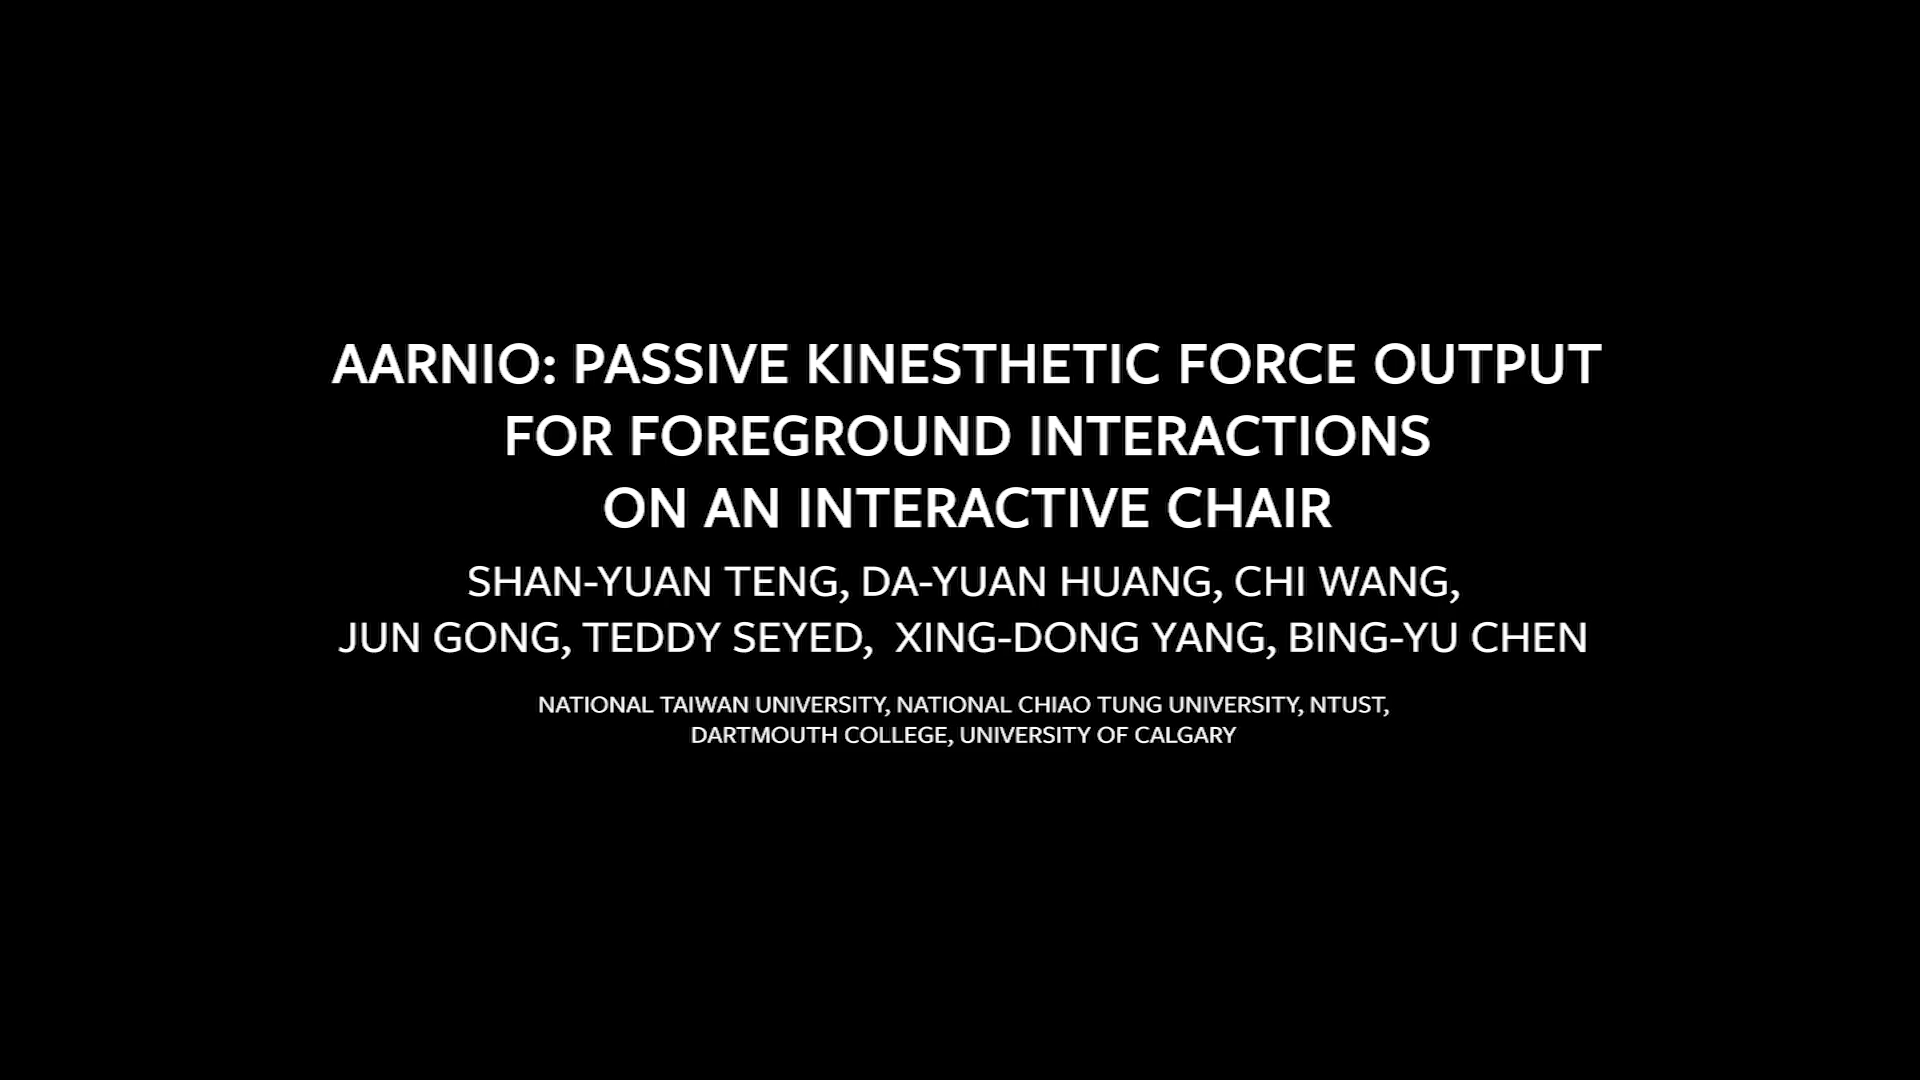 AARNIO: PASSIVE KINESTHETIC FORCE OUTPUT
FOR FOREGROUND INTERACTIONS
ON AN INTERACTIVE CHAIR
SHAN-YUAN TENG, DA-YUAN HUANG, CHI WANG,
JUN GONG, TEDDY SEYED, XING-DONG YANG, BING-YU CHEN
NATIONAL TAIWAN UNIVERSITY, NATIONAL CHIAO TUNG UNIVERSITY, NTUST,
DARTMOUTH COLLEGE, UNIVERSITY OF CALGARY